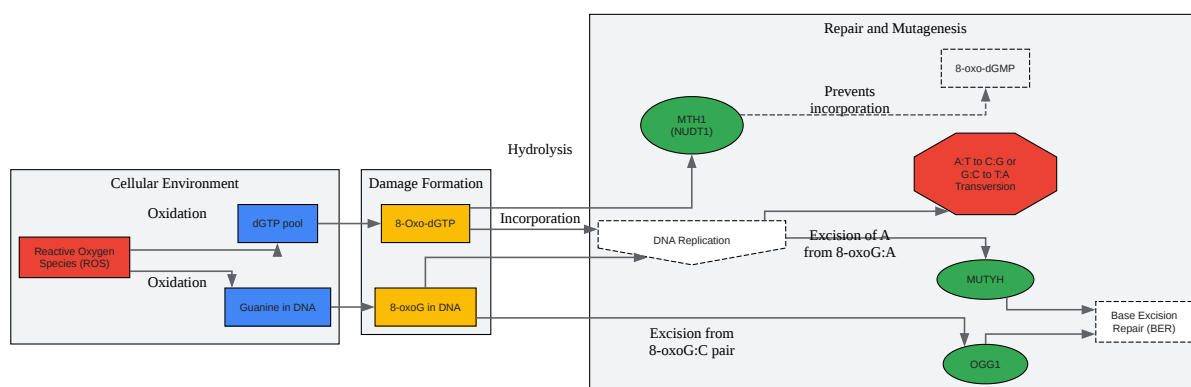 Repair and Mutagenesis
8-oxo-dGMP
Prevents
incorporation
MTH1
(NUDT1)
Hydrolysis
A:T to C:G or
G:C to T:A
Transversion
Cellular Environment
Damage Formation
Oxidation
dGTP pool
8-Oxo-dGTP
Incorporation
DNA Replication
Excision of A
from 8-oxoG:A
Reactive Oxygen
Species (ROS)
Oxidation
Guanine in DNA
8-oxoG in DNA
MUTYH
Base Excision
Repair (BER)
Excision from
8-oxoG:C pair
OGG1